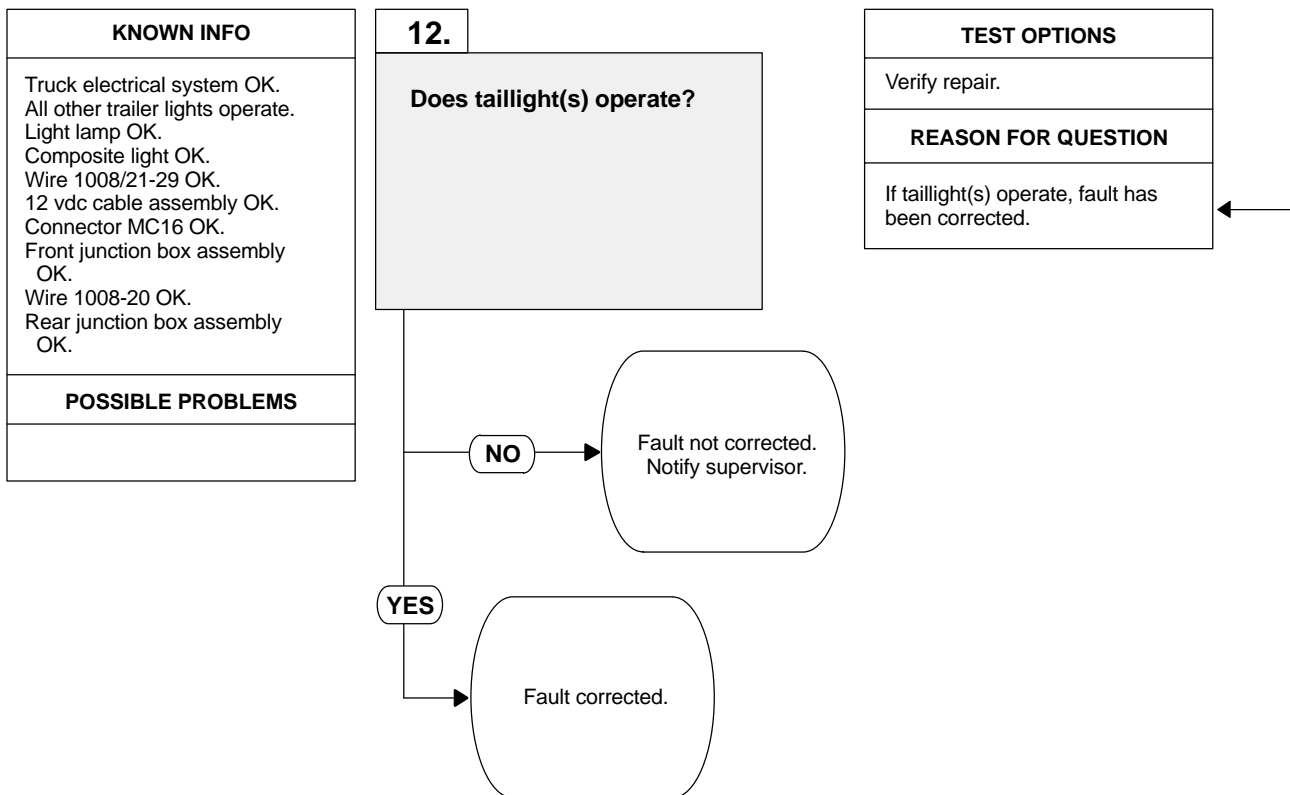 KNOWN INFO
Truck electrical system OK.
All other trailer lights operate.
Light lamp OK.
Composite light OK.
Wire 1008/21-29 OK.
12 vdc cable assembly OK.
Connector MC16 OK.
Front junction box assembly
OK.
Wire 1008-20 OK.
Rear junction box assembly
OK.
POSSIBLE PROBLEMS
12.
Does taillight(s) operate?
TEST OPTIONS
Verify repair.
REASON FOR QUESTION
If taillight(s) operate, fault has
been corrected.
NO
Fault not corrected.
Notify supervisor.
YES
Fault corrected.